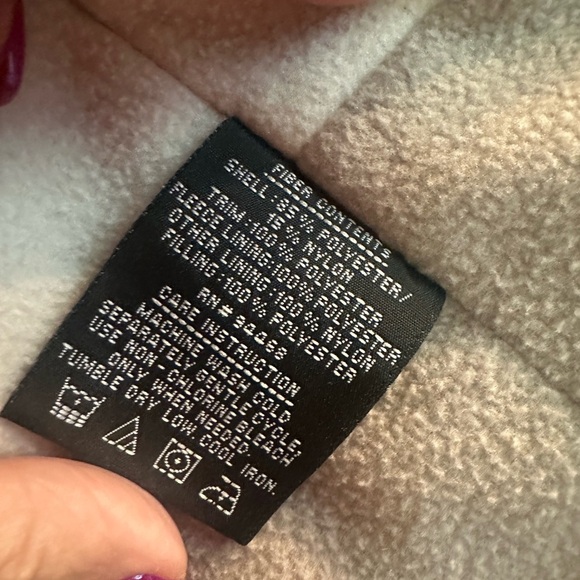 FIBER CONTENTS
SHELL: 85% POLYESTER/
15% NYLON
TRIM: 100% POLYESTER
FLEECE LINING 100% POLYESTER
OTHER LINING: 100% NYLON
FILLING 100% POLYESTER
CARE INSTRUCTION
MACHINE WASH COLD,
SEPARATELY, GENTLE CYCLE,
USE NON-CHLORINE BLEACH
ONLY, WHEN NEEDED.
TUMBLE DRY LOW, COOL IRON.